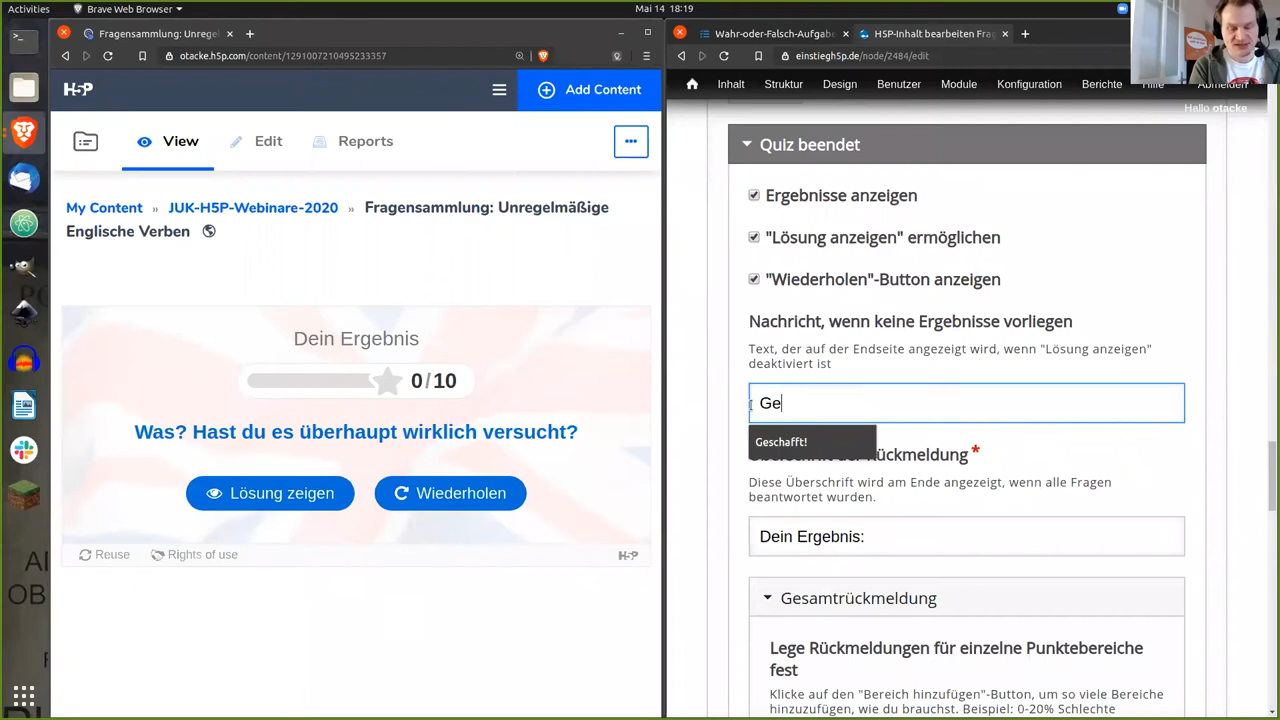 Activities
Brave Web Browser
Mai 14 18:19
Fragensammlung: Unregel
otacke.h5p.com/content/1291007210495233357
H5P
Add Content
View
Edit
Reports
My Content » JUK-H5P-Webinare-2020 » Fragensammlung: Unregelmäßige
Englische Verben
Dein Ergebnis
0/10
Was? Hast du es überhaupt wirklich versucht?
Lösung zeigen
Wiederholen
Reuse
Rights of use
H5P
Wahr-oder-Falsch-Aufgabe
H5P-Inhalt bearbeiten Frag
einstiegh5p.de/node/2484/edit
Inhalt
Struktur
Design
Benutzer
Module
Konfiguration
Berichte
Hilfe
Abmelden
Hallo otacke
Quiz beendet
Ergebnisse anzeigen
"Lösung anzeigen" ermöglichen
"Wiederholen"-Button anzeigen
Nachricht, wenn keine Ergebnisse vorliegen
Text, der auf der Endseite angezeigt wird, wenn "Lösung anzeigen"
deaktiviert ist
Ge
Geschafft!
Rückmeldung *
Diese Überschrift wird am Ende angezeigt, wenn alle Fragen
beantwortet wurden.
Dein Ergebnis:
Gesamtrückmeldung
Lege Rückmeldungen für einzelne Punktebereiche
fest
Klicke auf den "Bereich hinzufügen"-Button, um so viele Bereiche
hinzuzufügen, wie du brauchst. Beispiel: 0-20% Schlechte